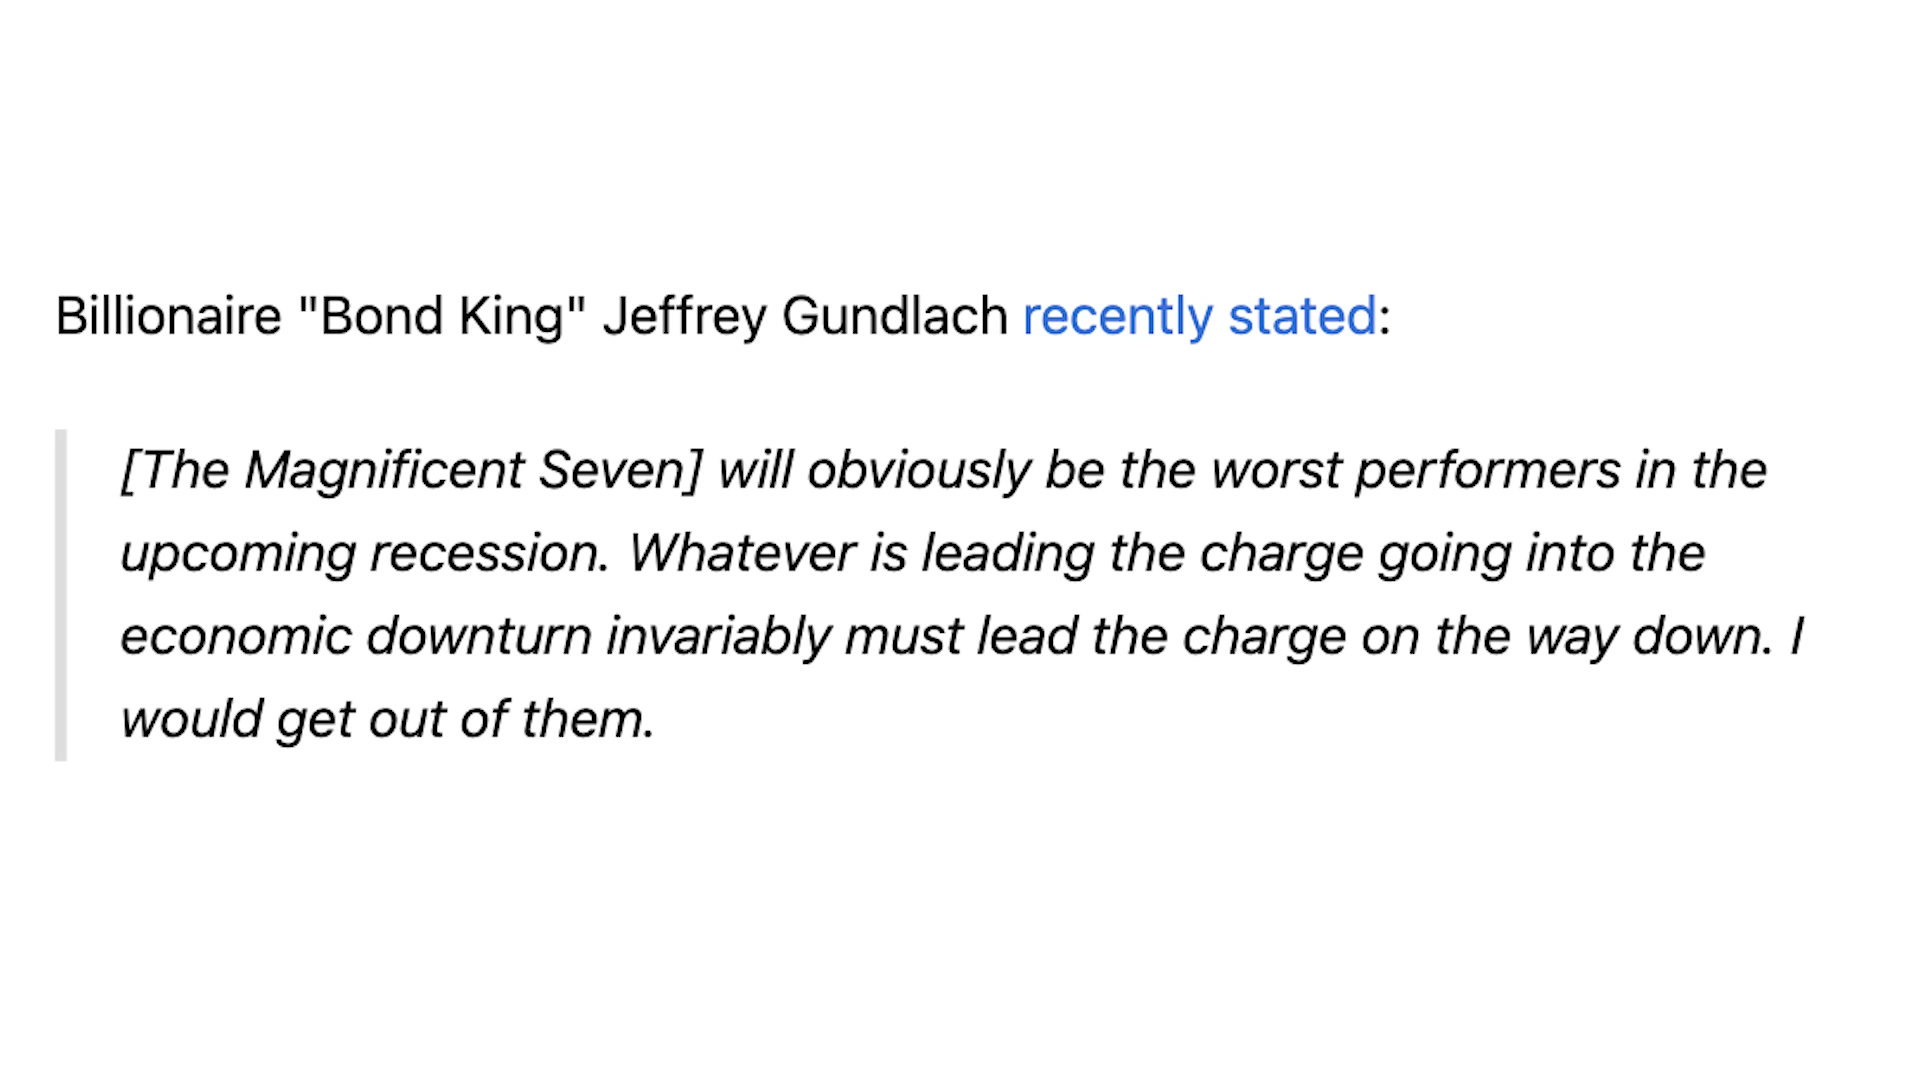 Billionaire "Bond King" Jeffrey Gundlach recently stated:
[The Magnificent Seven] will obviously be the worst performers in the
upcoming recession. Whatever is leading the charge going into the
economic downturn invariably must lead the charge on the way down. I
would get out of them.